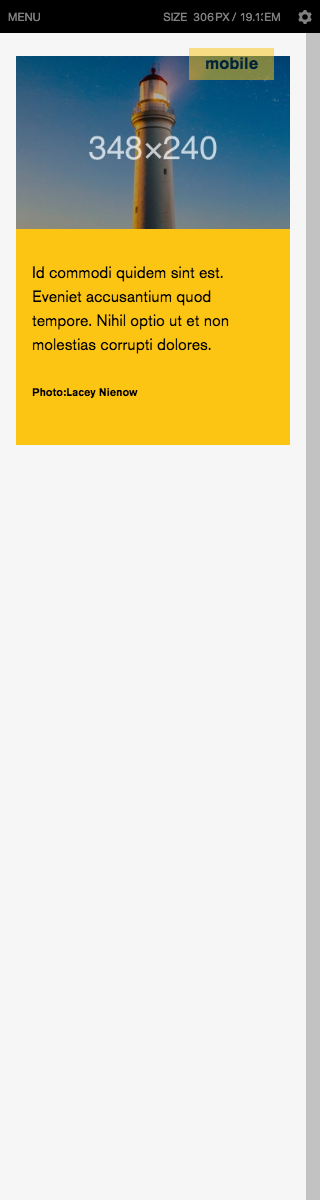 MENU
SIZE 306PX / 19.1:EM
mobile
348×240
Id commodi quidem sint est.
Eveniet accusantium quod
tempore. Nihil optio ut et non
molestias corrupti dolores.
Photo:Lacey Nienow